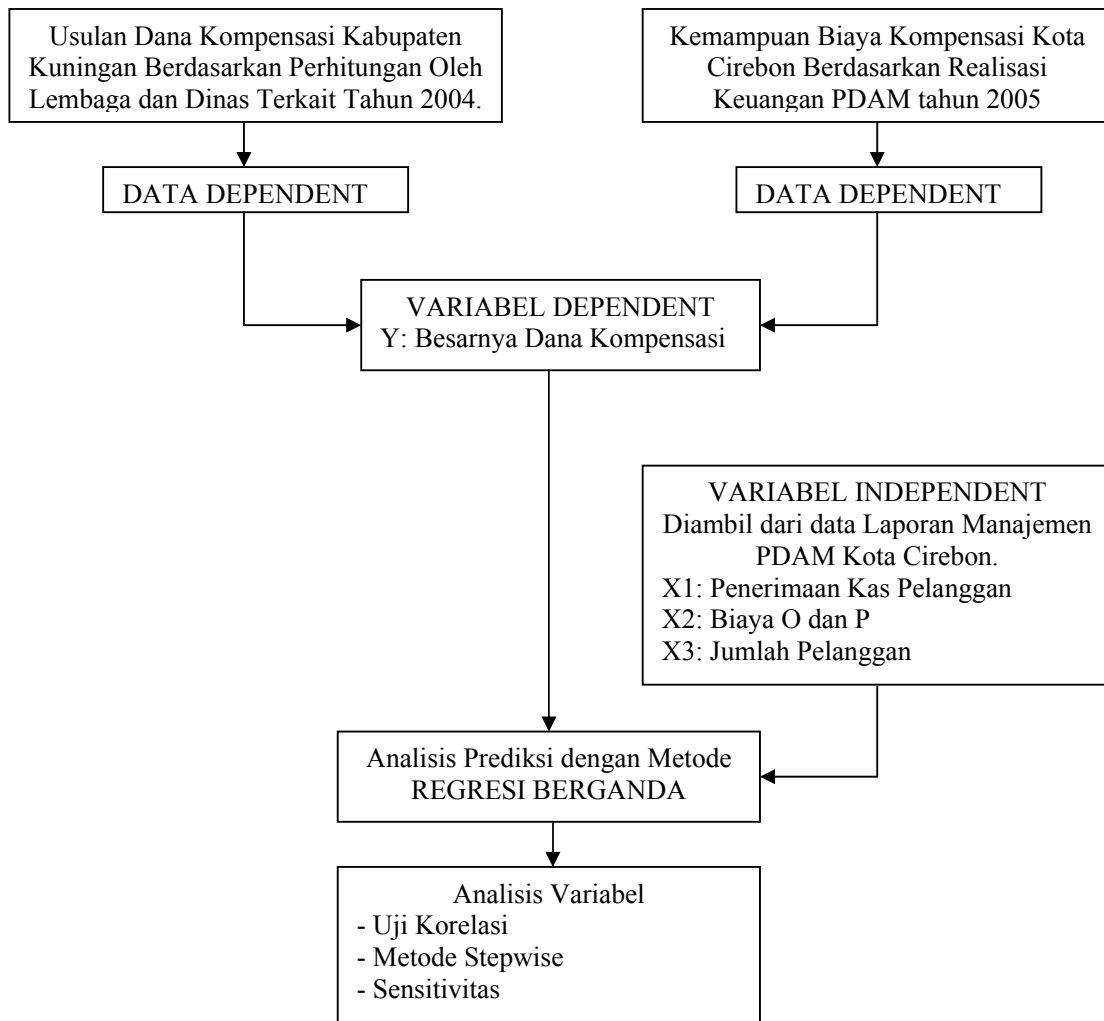 Usulan Dana Kompensasi Kabupaten
Kuningan Berdasarkan Perhitungan Oleh
Lembaga dan Dinas Terkait Tahun 2004.
Kemampuan Biaya Kompensasi Kota
Cirebon Berdasarkan Realisasi
Keuangan PDAM tahun 2005
DATA DEPENDENT
DATA DEPENDENT
VARIABEL DEPENDENT
Y: Besarnya Dana Kompensasi
VARIABEL INDEPENDENT
Diambil dari data Laporan Manajemen
PDAM Kota Cirebon.
X1: Penerimaan Kas Pelanggan
X2: Biaya O dan P
X3: Jumlah Pelanggan
Analisis Prediksi dengan Metode
REGRESI BERGANDA
Analisis Variabel
- Uji Korelasi
- Metode Stepwise
- Sensitivitas